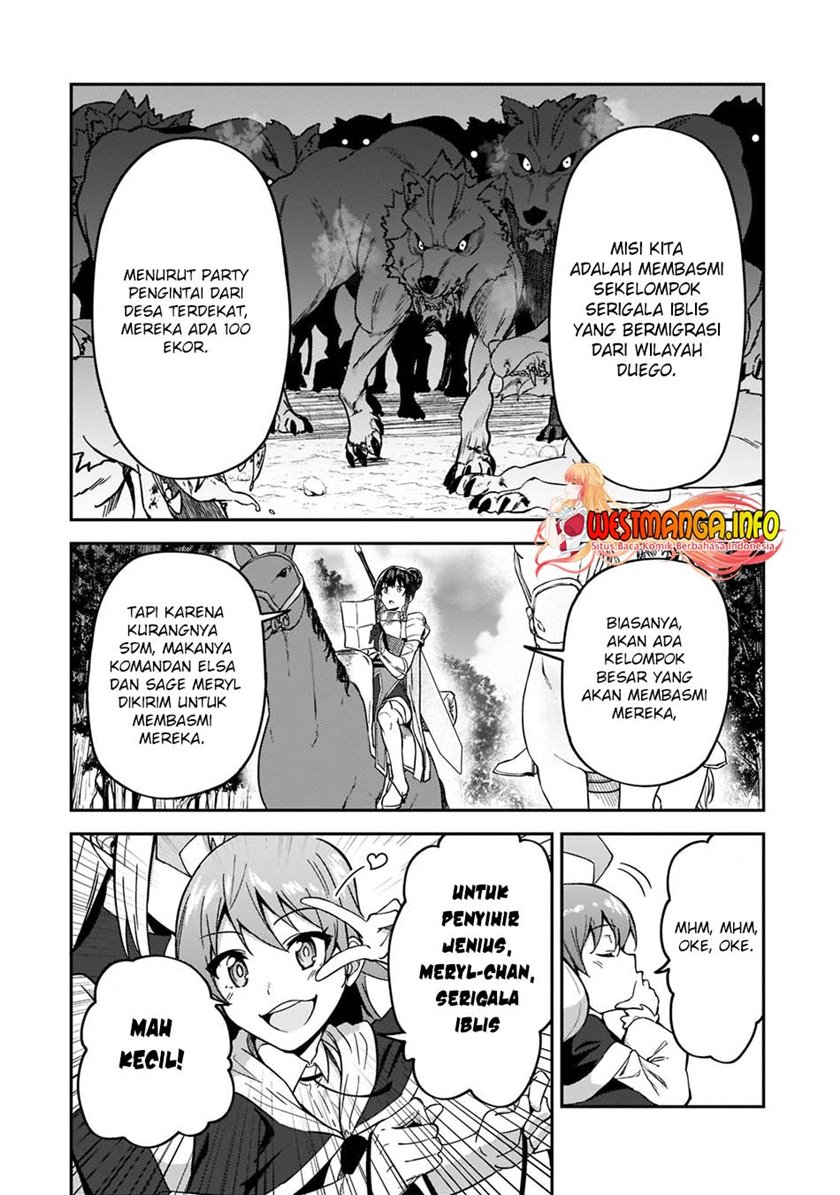 MISI KITA
ADALAH MEMBASMI
SEKELOMPOK
SERIGALA IBLIS
YANG BERMIGRASI
DARI WILAYAH
DUEGO.
MENURUT PARTY
PENGINTAI DARI
DESA TERDEKAT,
MEREKA ADA 100
EKOR.
WESTMANGA.INFO
SITUS BACA KOMIK BERBAHASA INDONESIA
BIASANYA,
AKAN ADA
KELOMPOK
BESAR YANG
AKAN MEMBASMI
MEREKA,
TAPI KARENA
KURANGNYA
SDM, MAKANYA
KOMANDAN ELSA
DAN SAGE MERYL
DIKIRIM UNTUK
MEMBASMI
MEREKA.
MHM, MHM,
OKE, OKE.
UNTUK
PENYIHIR
JENIUS,
MERYL-CHAN,
SERIGALA
IBLIS
MAH
KECIL!